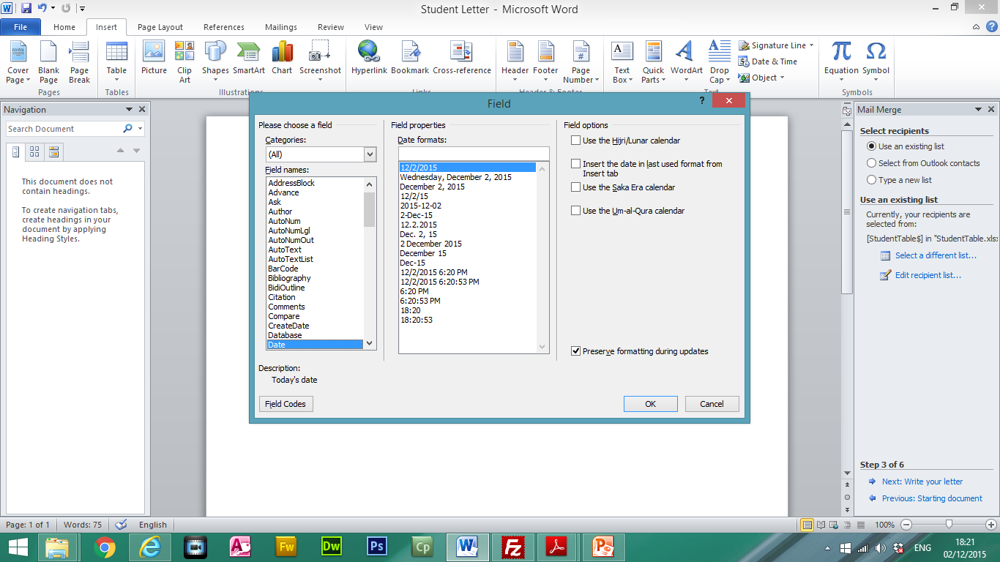 Student Letter - Microsoft Word
File Home Insert Page Layout References Mailings Review View
Cover Page
Blank Page
Page Break
Table
Picture
Clip Art
Shapes
SmartArt
Chart
Screenshot
Hyperlink
Bookmark
Cross-reference
Header
Footer
Page Number
Text Box
Quick Parts
WordArt
Drop Cap
Signature Line
Date & Time
Object
Equation
Symbol
Pages
Tables
Illustrations
Links
Header & Footer
Text
Symbols
Navigation
Search Document
This document does not
contain headings.
To create navigation tabs,
create headings in your
document by applying
Heading Styles.
Field
Please choose a field
Categories:
(All)
Field names:
AddressBlock
Advance
Ask
Author
AutoNum
AutoNumLgl
AutoNumOut
AutoText
AutoTextList
BarCode
Bibliography
BidiOutline
Citation
Comments
Compare
CreateDate
Database
Date
Description:
Today's date
Field Codes
Field properties
Date formats:
12/2/2015
Wednesday, December 2, 2015
December 2, 2015
12/2/15
2015-12-02
2-Dec-15
12.2.2015
Dec. 2, 15
2 December 2015
December 15
Dec-15
12/2/2015 6:20 PM
12/2/2015 6:20:53 PM
6:20 PM
6:20:53 PM
18:20
18:20:53
Field options
Use the Hijri/Lunar calendar
Insert the date in last used format from
Insert tab
Use the Saka Era calendar
Use the Um-al-Qura calendar
Preserve formatting during updates
OK
Cancel
Mail Merge
Select recipients
Use an existing list
Select from Outlook contacts
Type a new list
Use an existing list
Currently, your recipients are
selected from:
[StudentTable$] in "StudentTable.xlsx
Select a different list...
Edit recipient list...
Step 3 of 6
Next: Write your letter
Previous: Starting document
Page: 1 of 1 Words: 75 English
100%
Fw Dw Ps Cp
ENG
18:21
02/12/2015